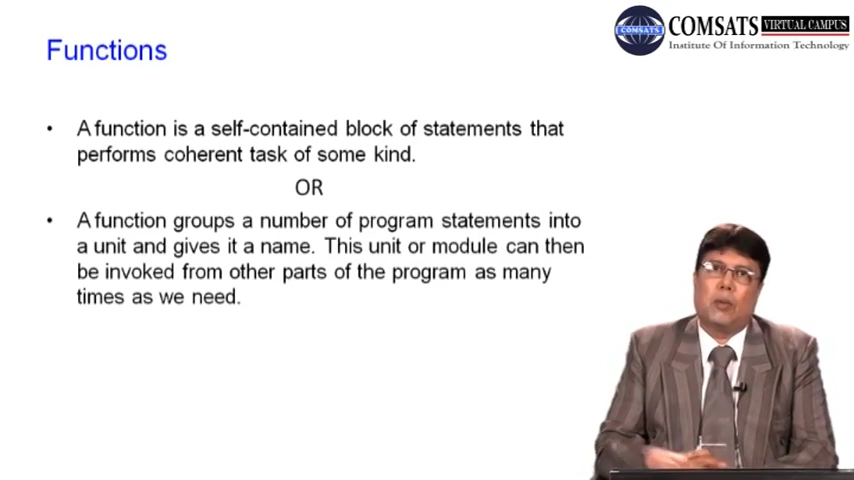 COMSATS
COMSATS VIRTUAL CAMPUS
Institute Of Information Technology
Functions
• A function is a self-contained block of statements that
performs coherent task of some kind.
OR
• A function groups a number of program statements into
a unit and gives it a name. This unit or module can then
be invoked from other parts of the program as many
times as we need.